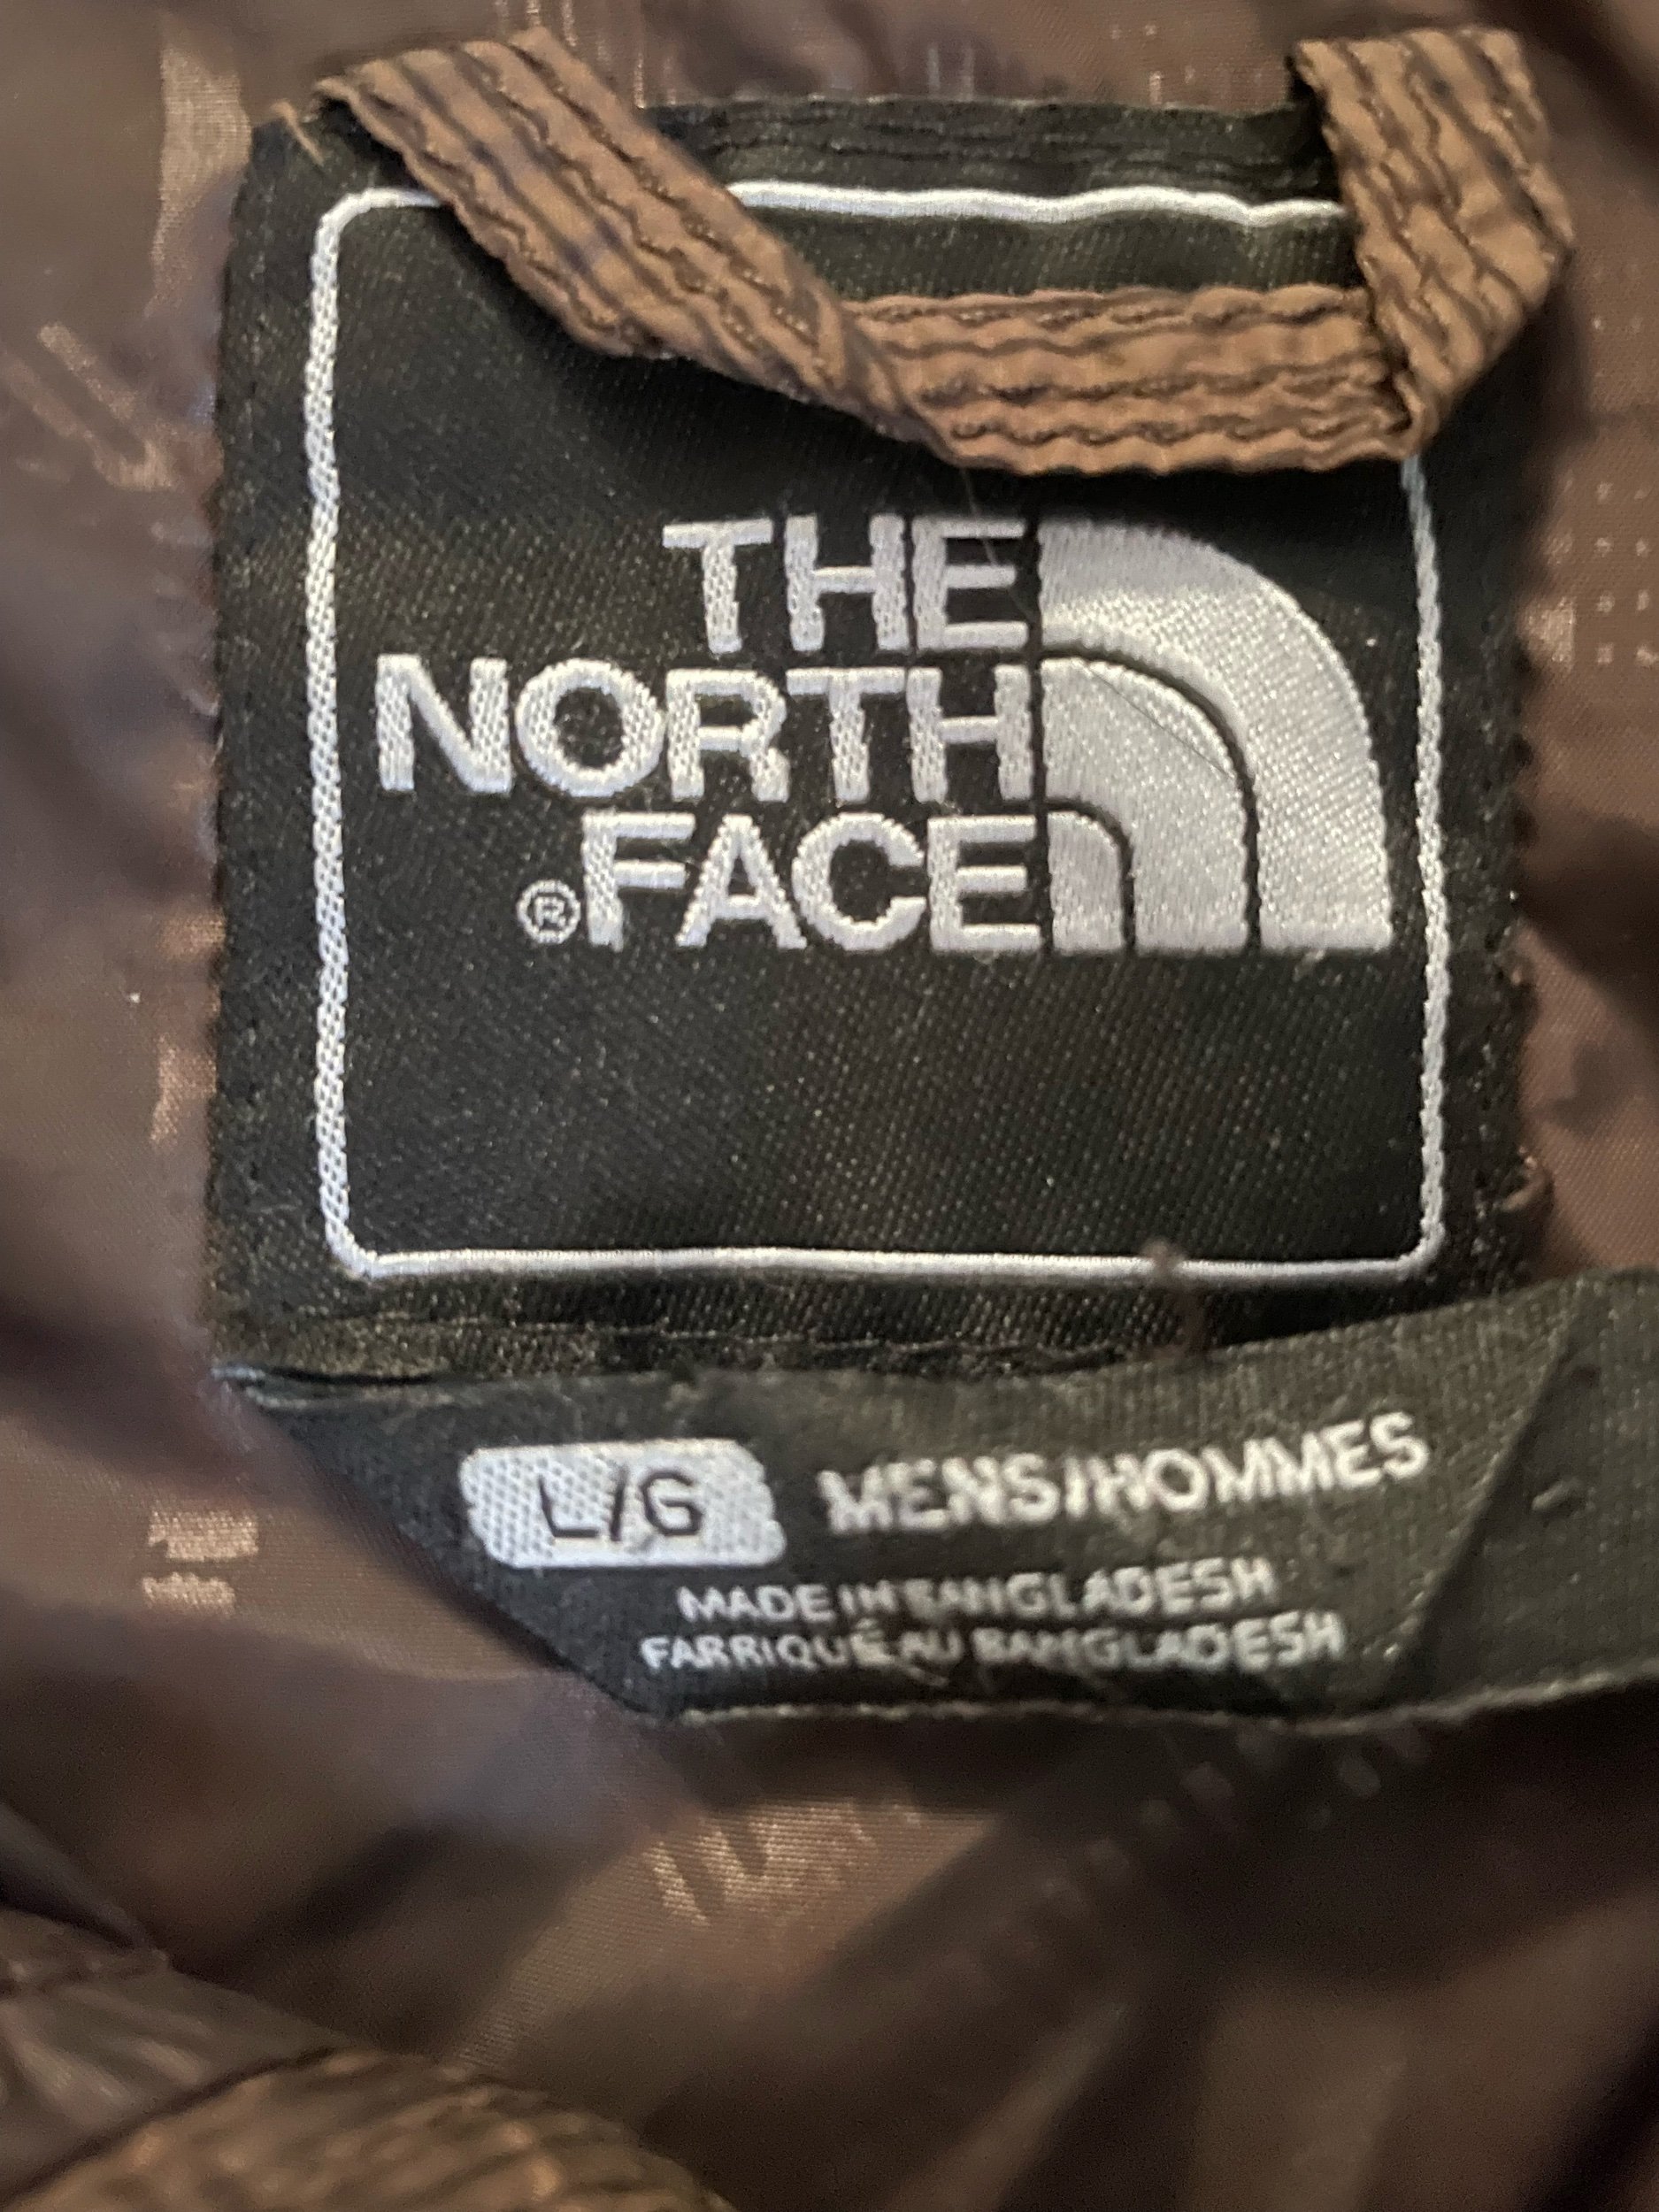 THE
NORTH
®FACE
L/G MENS/HOMMES
MADE IN BANGLADESH
FABRIQUÉ AU BANGLADESH